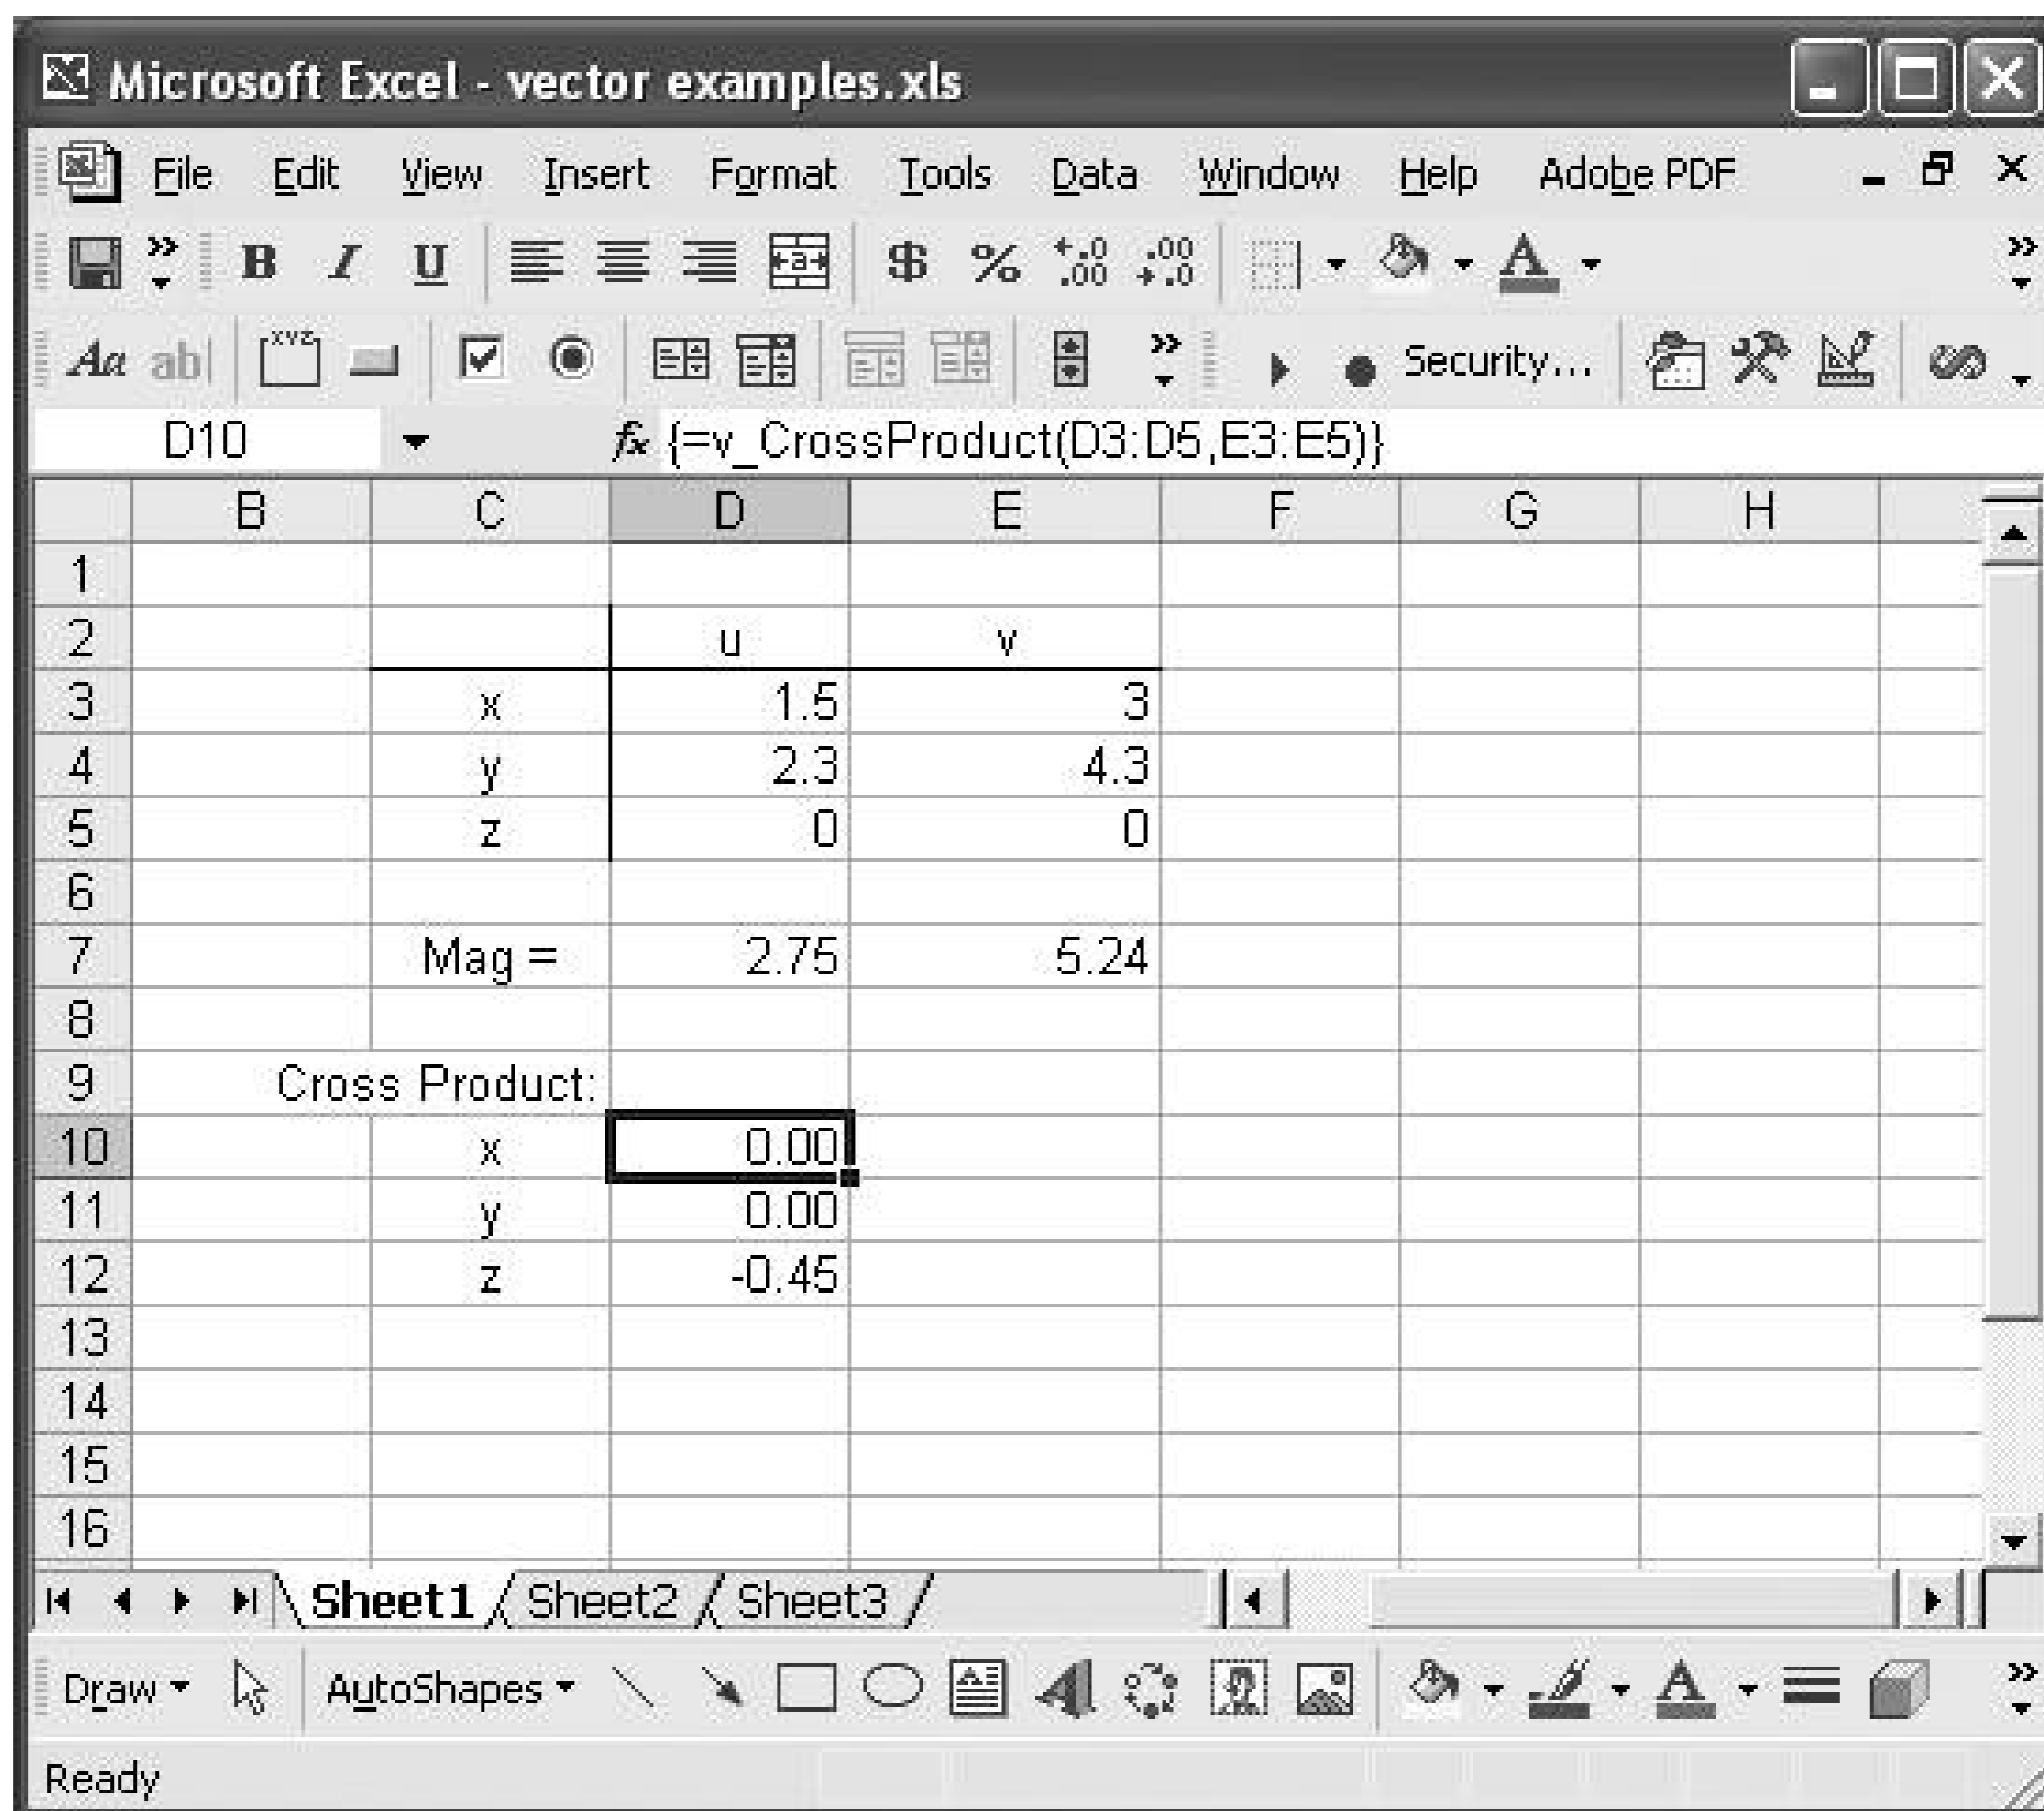 Microsoft Excel - vector examples.xls
File Edit View Insert Format Tools Data Window Help Adobe PDF
B I U $ % +.0 .00 .00 +.0 A
Aa ab| xyz Security...
D10 fx {=v_CrossProduct(D3:D5,E3:E5)}
B C D E F G H
1
2 u v
3 x 1.5 3
4 y 2.3 4.3
5 z 0 0
6
7 Mag = 2.75 5.24
8
9 Cross Product:
10 x 0.00
11 y 0.00
12 z -0.45
13
14
15
16
Sheet1 Sheet2 Sheet3
Draw AutoShapes A A
Ready